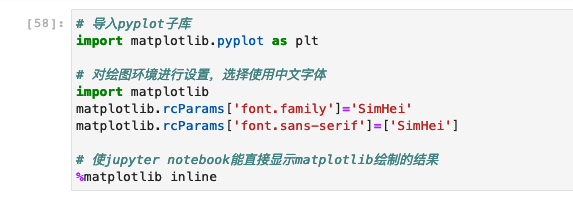 [58]:
# 导入pyplot子库
import matplotlib.pyplot as plt
# 对绘图环境进行设置，选择使用中文字体
import matplotlib
matplotlib.rcParams['font.family']='SimHei'
matplotlib.rcParams['font.sans-serif']=['SimHei']
# 使jupyter notebook能直接显示matplotlib绘制的结果
%matplotlib inline